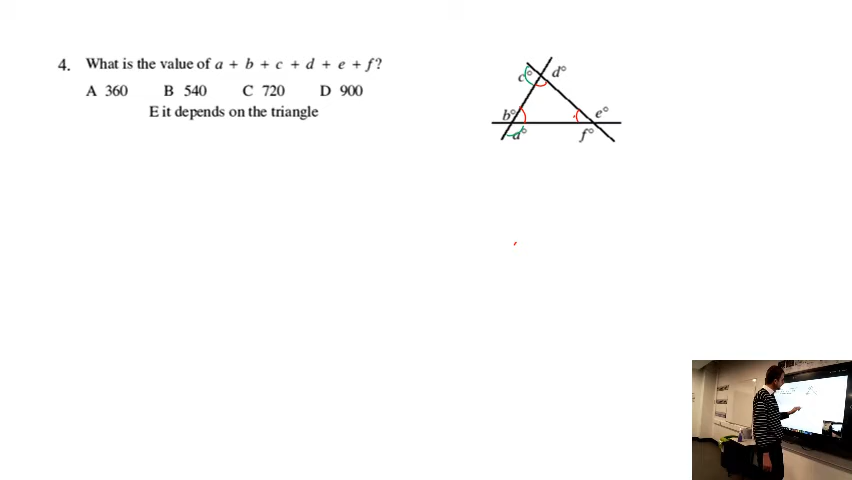 4. What is the value of a + b + c + d + e + f?
A 360 B 540 C 720 D 900
E it depends on the triangle
c° d°
b° e°
a° f°